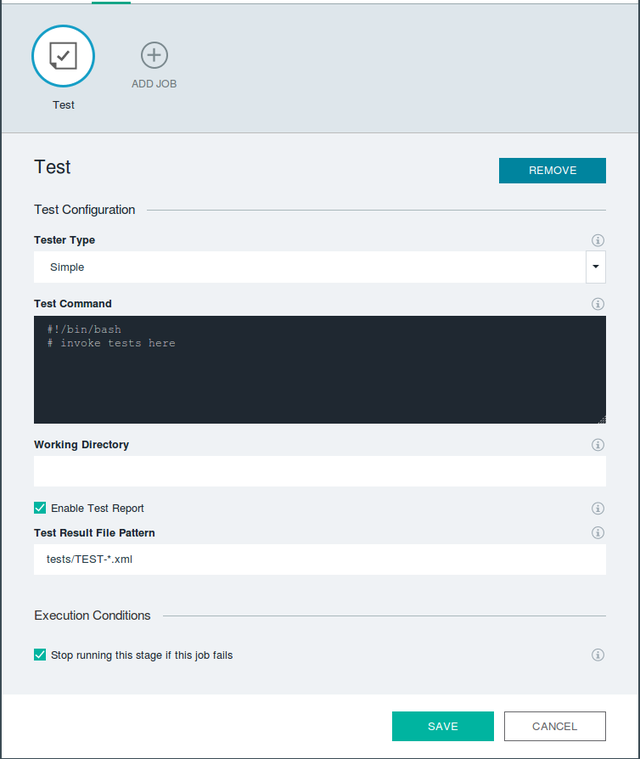 ADD JOB
Test
Test
REMOVE
Test Configuration
Tester Type
Simple
Test Command
#!/bin/bash
# invoke tests here
Working Directory
Enable Test Report
Test Result File Pattern
tests/TEST-*.xml
Execution Conditions
Stop running this stage if this job fails
SAVE
CANCEL